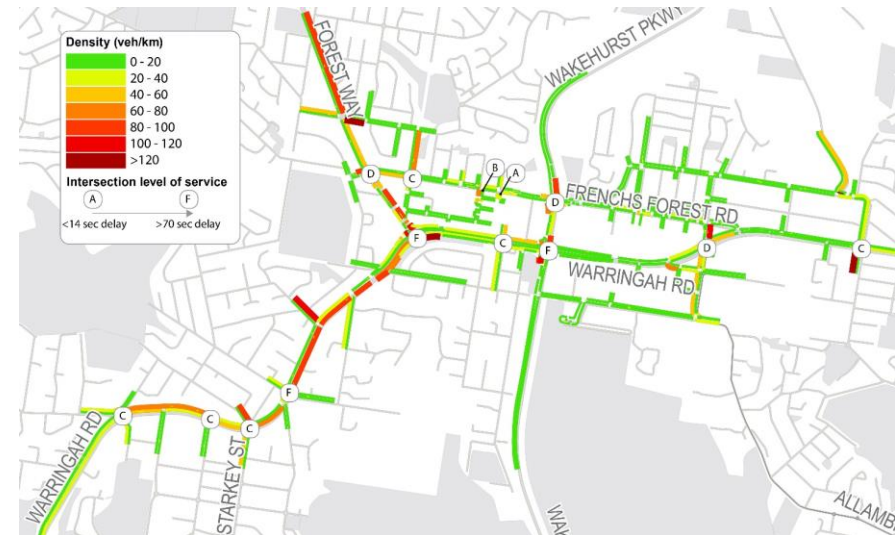 Density (veh/km)
0 - 20
20 - 40
40 - 60
60 - 80
80 - 100
100 - 120
>120
Intersection level of service
A
F
<14 sec delay
>70 sec delay
FOREST WAY
WAKEHURST PKWY
B
A
D
C
D
FRENCHS FOREST RD
F
C
F
D
C
WARRINGAH RD
F
C
C
C
WARRINGAH RD
STARKEY ST
WAK
ALLAMB